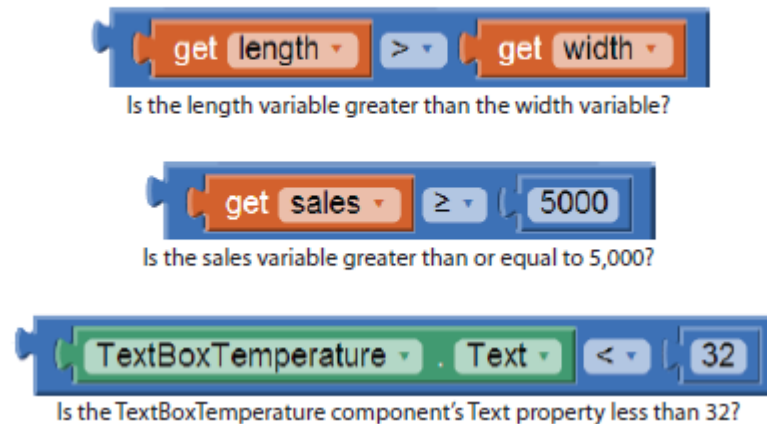 get length > get width
Is the length variable greater than the width variable?
get sales ≥ 5000
Is the sales variable greater than or equal to 5,000?
TextBoxTemperature . Text < 32
Is the TextBoxTemperature component's Text property less than 32?